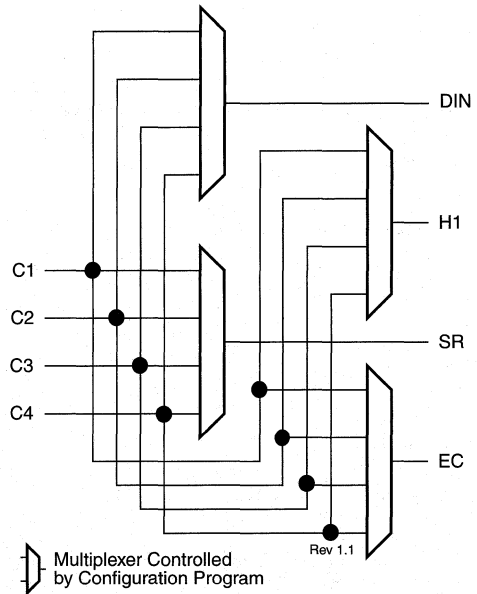 DIN
H1
C1
C2
SR
C3
C4
EC
Rev 1.1
Multiplexer Controlled
by Configuration Program